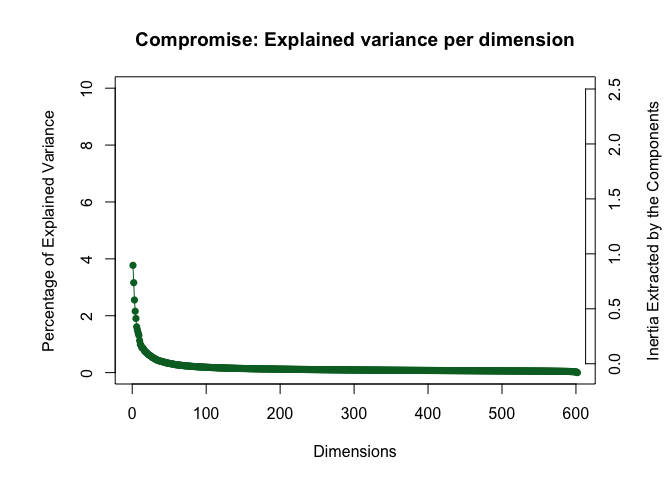 Compromise: Explained variance per dimension
Percentage of Explained Variance
10
8
6
4
2
0
2.5
2.0
1.5
1.0
0.5
0.0
Inertia Extracted by the Components
0 100 200 300 400 500 600
Dimensions